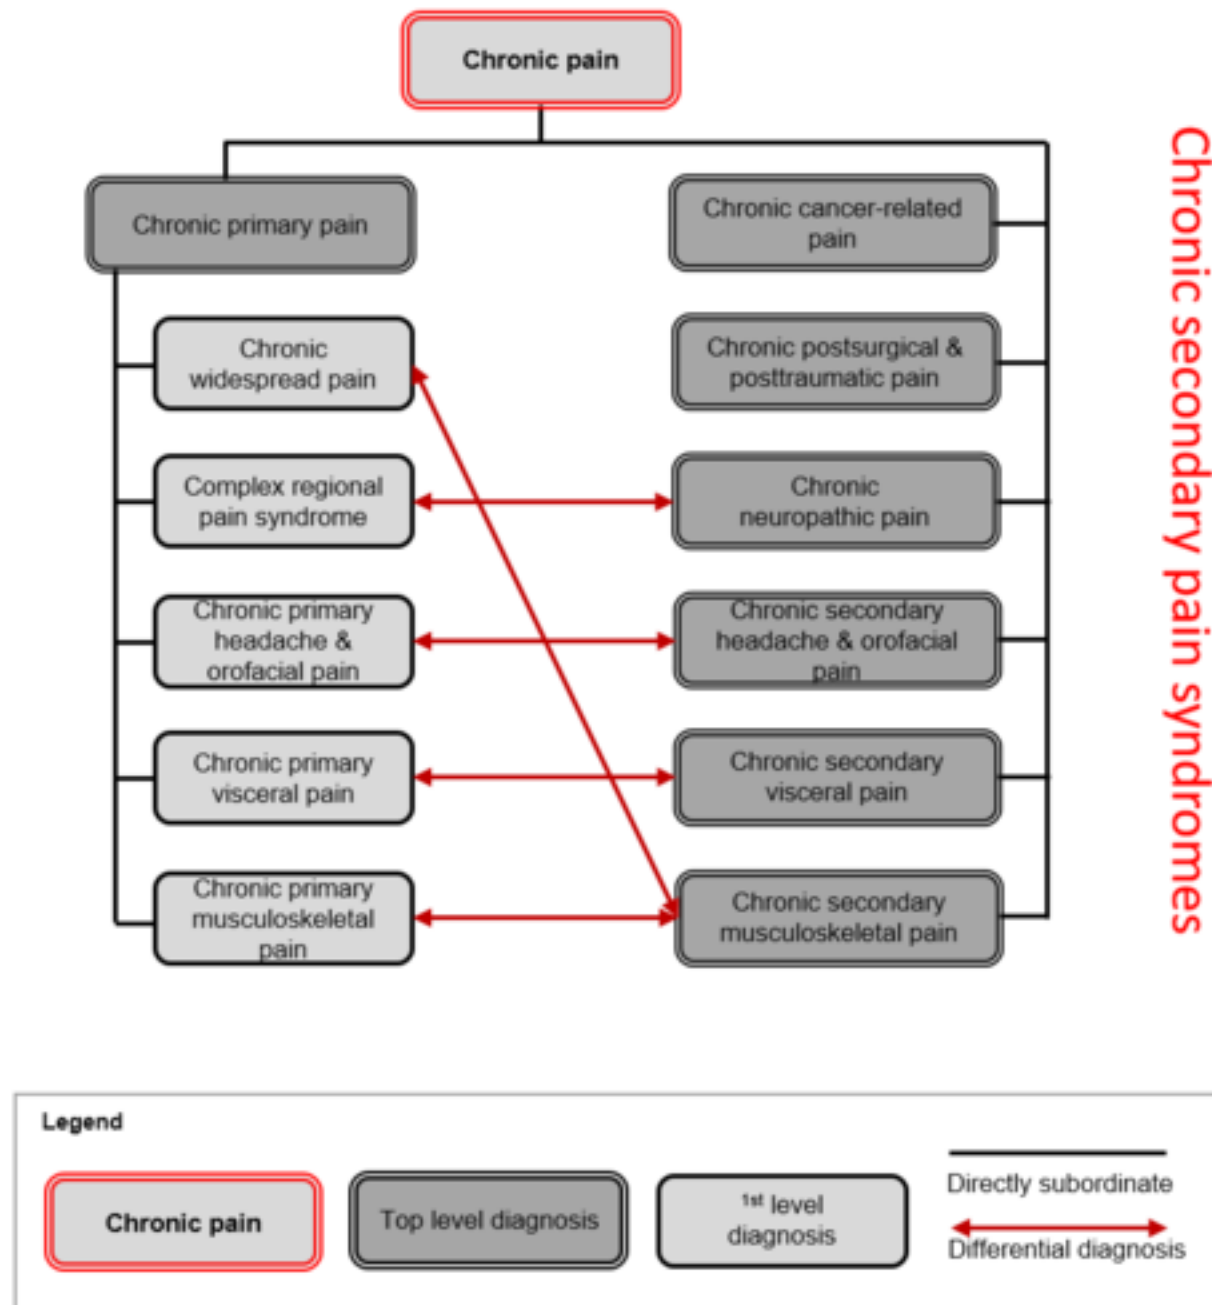 Chronic pain
Chronic primary pain
Chronic widespread pain
Complex regional
pain syndrome
Chronic primary
headache &
orofacial pain
Chronic primary
visceral pain
Chronic primary
musculoskeletal
pain
Chronic cancer-related
pain
Chronic postsurgical &
posttraumatic pain
Chronic
neuropathic pain
Chronic secondary
headache & orofacial
pain
Chronic secondary
visceral pain
Chronic secondary
musculoskeletal pain
Chronic secondary pain syndromes
Legend
Chronic pain
Top level diagnosis
1st level
diagnosis
Directly subordinate
Differential diagnosis